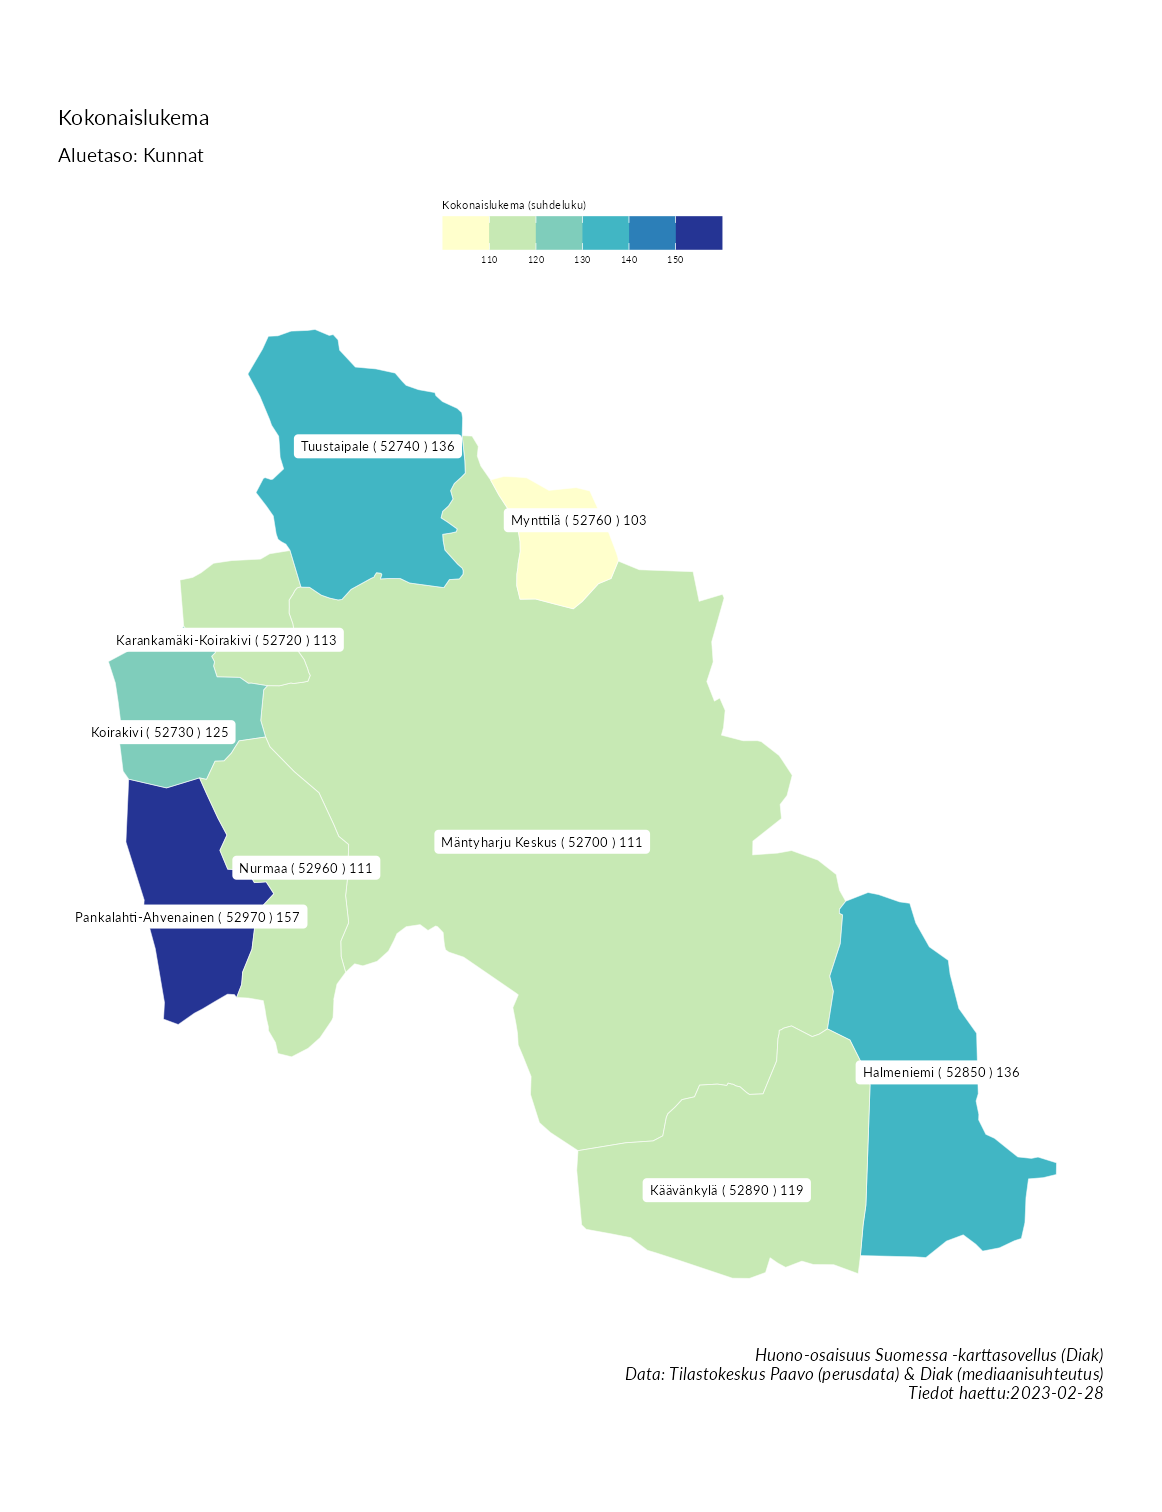 Kokonaislukema
Aluetaso: Kunnat
Kokonaislukema (suhdeluku)
110 120 130 140 150
Tuustaipale ( 52740 ) 136
Mynttilä ( 52760 ) 103
Karankamäki-Koirakivi ( 52720 ) 113
Koirakivi ( 52730 ) 125
Mäntyharju Keskus ( 52700 ) 111
Nurmaa ( 52960 ) 111
Pankalahti-Ahvenainen ( 52970 ) 157
Halmeniemi ( 52850 ) 136
Käävänkylä ( 52890 ) 119
Huono-osaisuus Suomessa -karttasovellus (Diak)
Data: Tilastokeskus Paavo (perusdata) & Diak (mediaanisuhteutus)
Tiedot haettu:2023-02-28